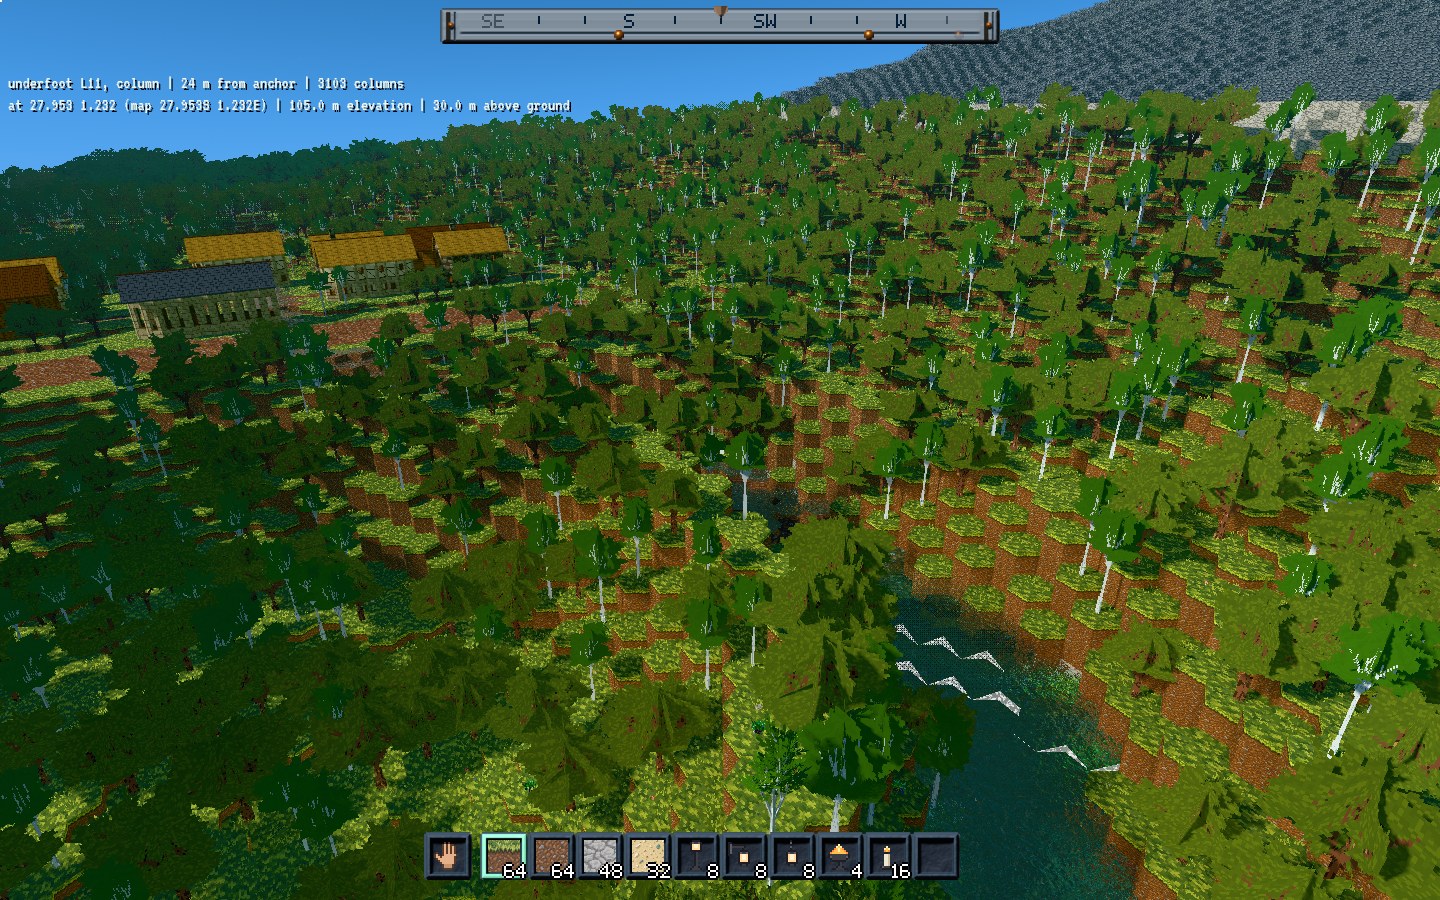 SE S SW W
underfoot L11, column | 24 m from anchor | 3103 columns
at 27.953 1.232 (map 27.953S 1.232E) | 105.0 m elevation | 30.0 m above ground
64 64 48 32 8 8 8 4 16